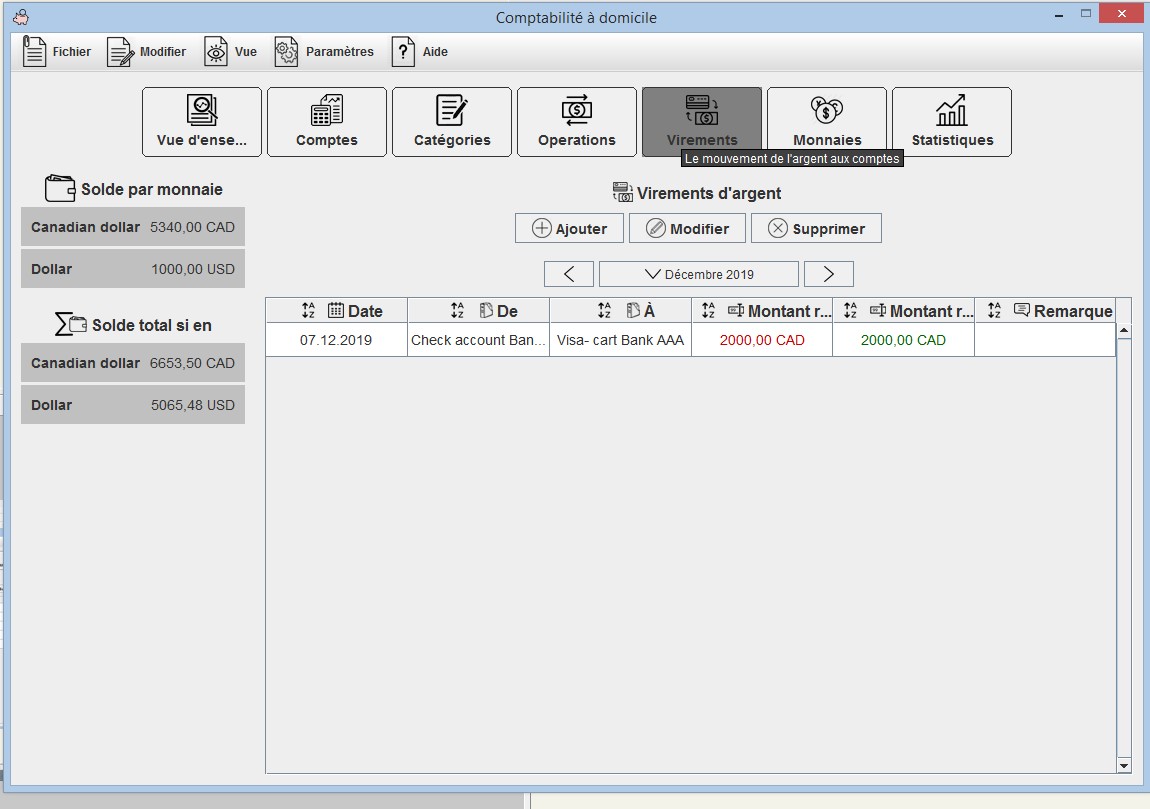 Comptabilité à domicile
Fichier Modifier Vue Paramètres ? Aide
Vue d'ense... Comptes Catégories Operations Virements Monnaies Statistiques
Le mouvement de l'argent aux comptes
Solde par monnaie
Canadian dollar 5340,00 CAD
Dollar 1000,00 USD
Solde total si en
Canadian dollar 6653,50 CAD
Dollar 5065,48 USD
Virements d'argent
Ajouter Modifier Supprimer
Décembre 2019
Date De À Montant r... Montant r... Remarque
07.12.2019 Check account Ban... Visa- cart Bank AAA 2000,00 CAD 2000,00 CAD